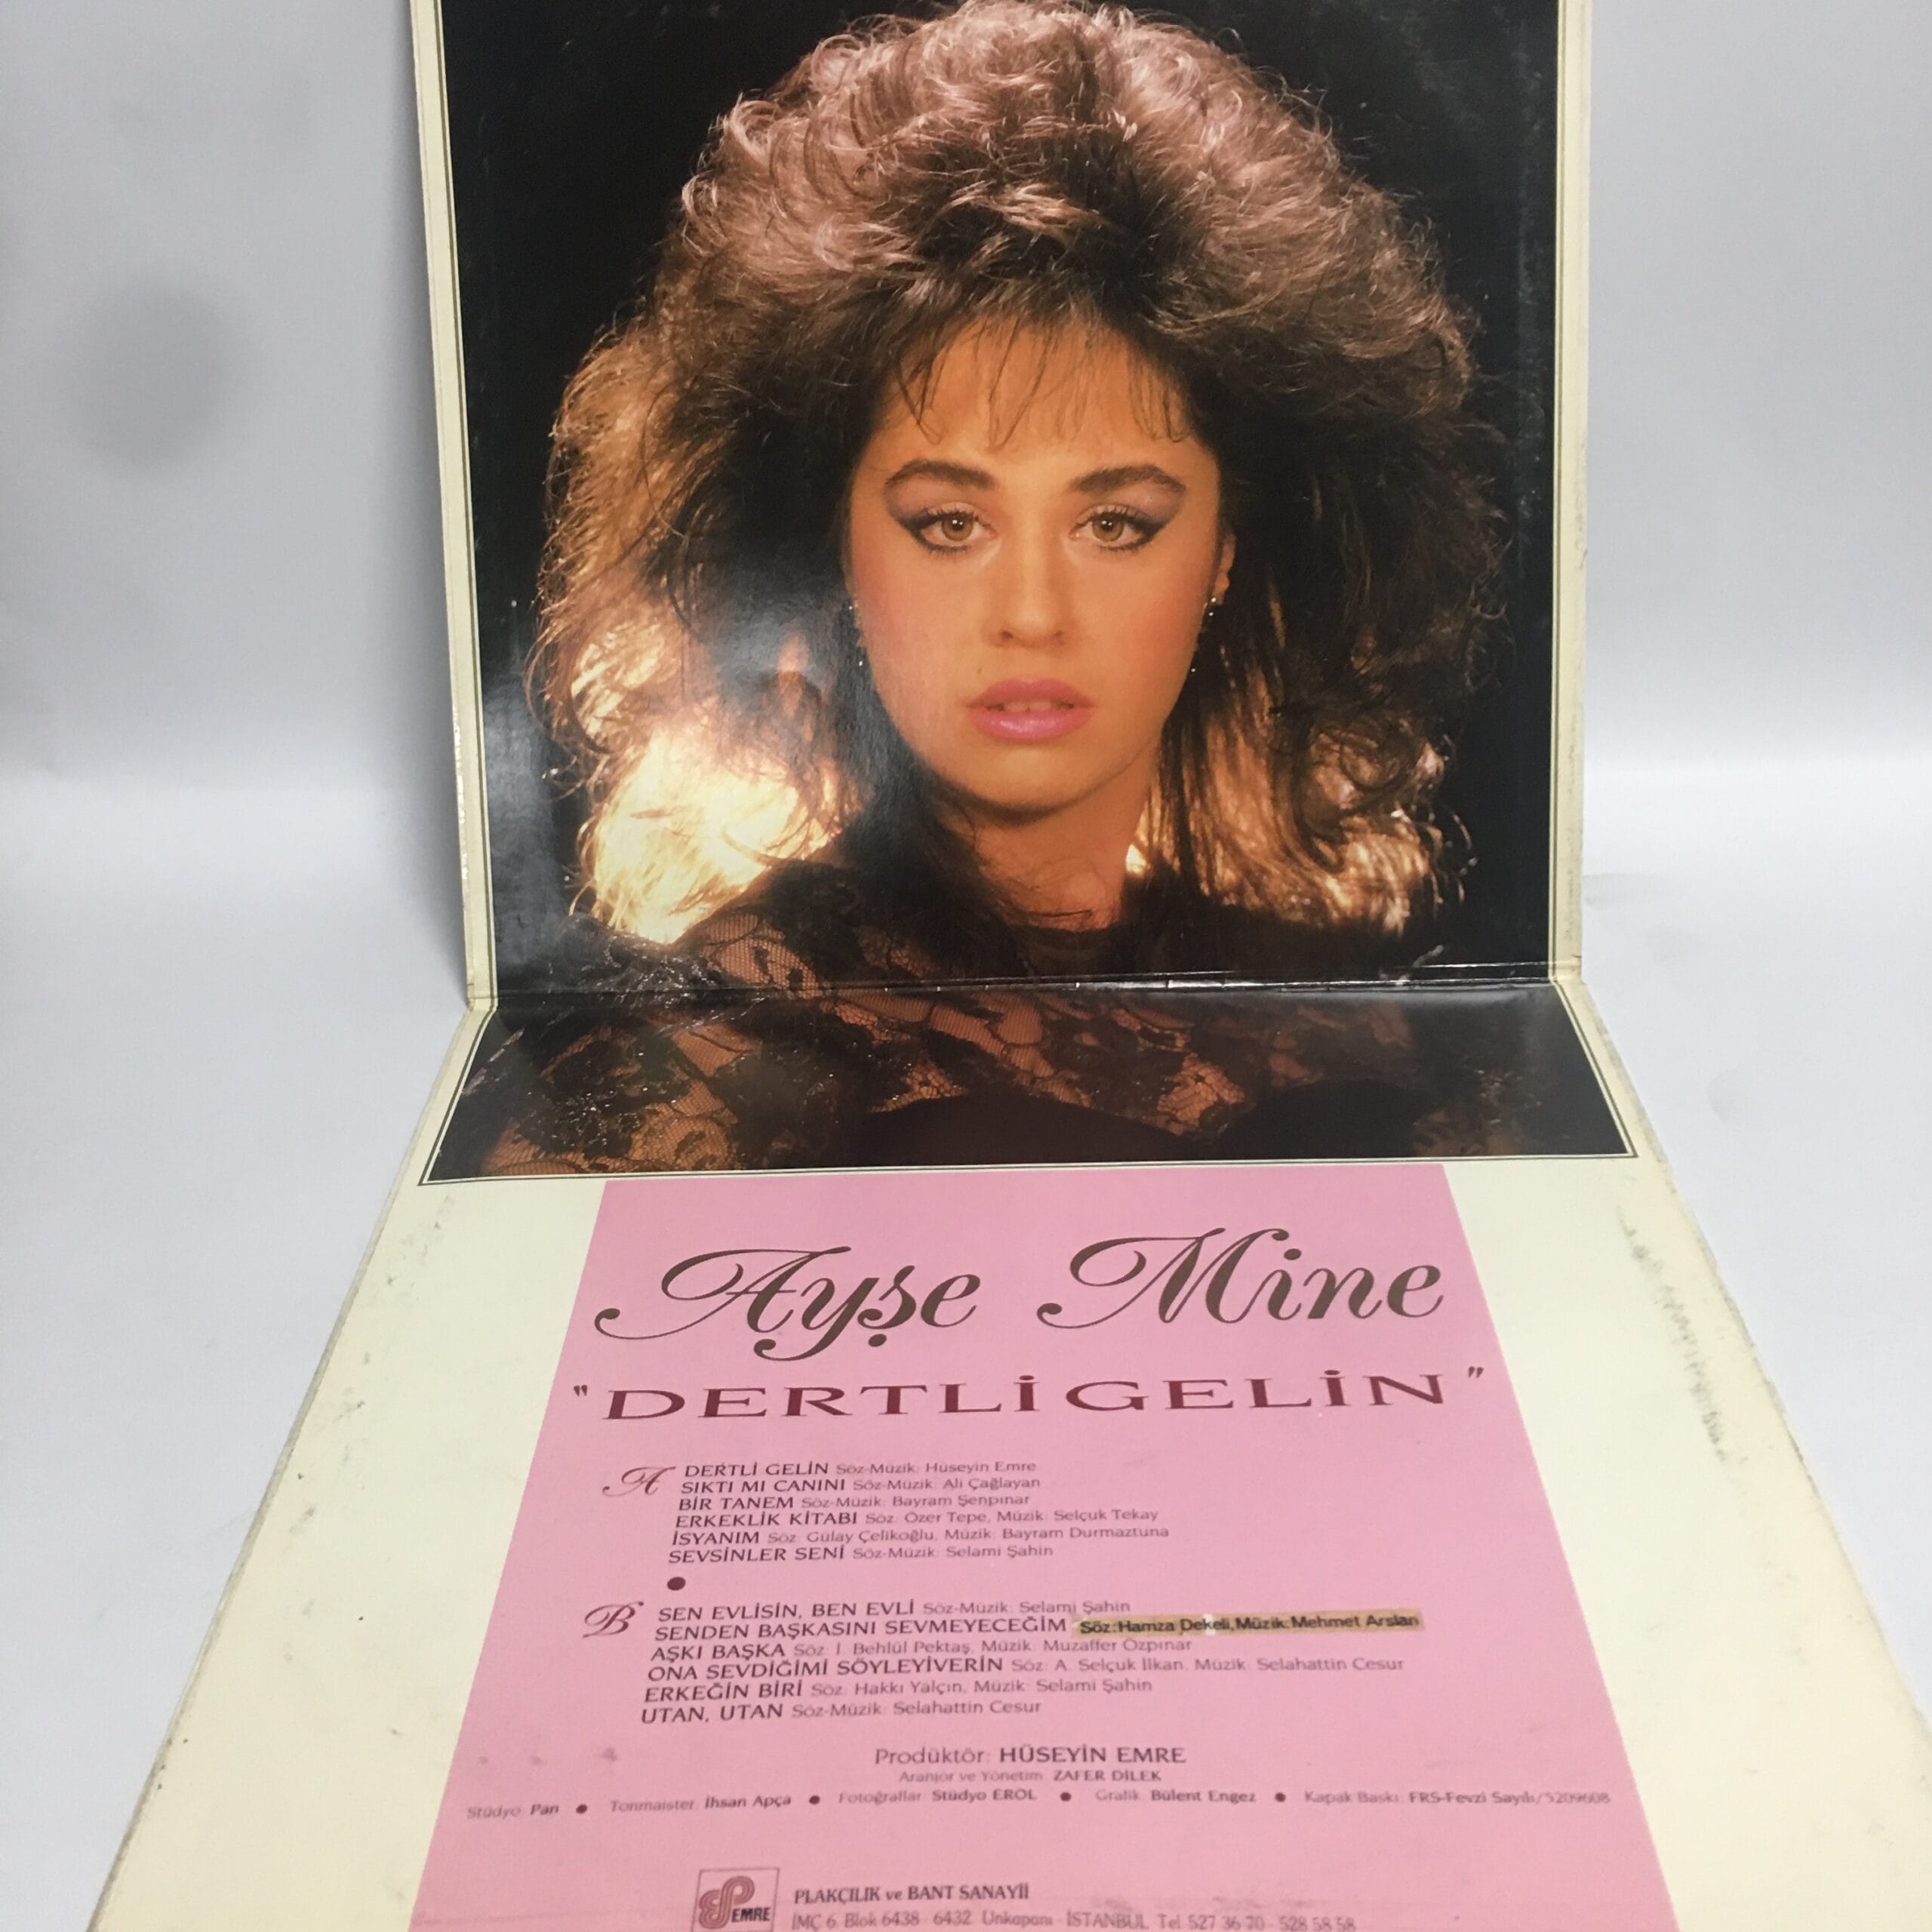 Ayşe Mine
"DERTLİ GELİN"
A DERTLİ GELİN Söz-Müzik: Hüseyin Emre
SIKTI MI CANINI Söz-Müzik: Ali Çağlayan
BİR TANEM Söz-Müzik: Bayram Şenpınar
ERKEKLİK KİTABI Söz: Özer Tepe, Müzik: Selçuk Tekay
İSYANIM Söz: Gülay Çelikoğlu, Müzik: Bayram Durmaztuna
SEVSİNLER SENİ Söz-Müzik: Selami Şahin
B SEN EVLİSİN, BEN EVLİ Söz-Müzik: Selami Şahin
SENDEN BAŞKASINI SEVMEYECEĞİM Söz:Hamza Dekeli, Müzik:Mehmet Arslan
AŞKI BAŞKA Söz: İ. Behlül Pektaş, Müzik: Muzaffer Özpınar
ONA SEVDİĞİMİ SÖYLEYİVERİN Söz: A. Selçuk İlkan, Müzik: Selahattin Cesur
ERKEĞİN BİRİ Söz: Hakkı Yalçın, Müzik: Selami Şahin
UTAN, UTAN Söz-Müzik: Selahattin Cesur
Prodüktör: HÜSEYİN EMRE
Aranjör ve Yönetim: ZAFER DİLEK
Stüdyo: Pan ● Tonmaister: İhsan Apça ● Fotoğraflar: Stüdyo EROL ● Grafik: Bülent Engez ● Kapak Baskı: FRS-Fevzi Sayılı/5209608
EMRE PLAKÇILIK ve BANT SANAYİİ
İMÇ 6. Blok 6438 - 6432 Unkapanı - İSTANBUL Tel: 527 36 70 - 528 58 58